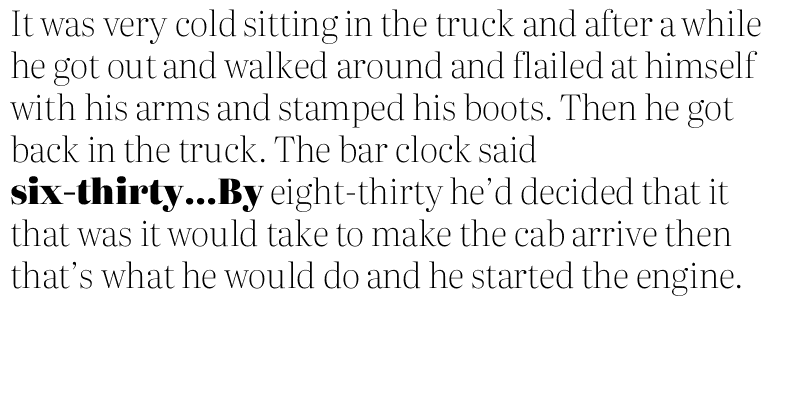 It was very cold sitting in the truck and after a while
he got out and walked around and flailed at himself
with his arms and stamped his boots. Then he got
back in the truck. The bar clock said
six-thirty...By eight-thirty he’d decided that it
that was it would take to make the cab arrive then
that’s what he would do and he started the engine.